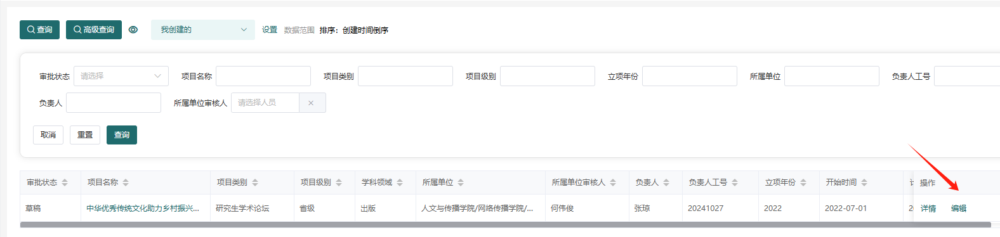 查询 高级查询 我创建的 设置 数据范围 排序：创建时间倒序
审批状态 请选择 项目名称 项目类别 项目级别 立项年份 所属单位 负责人工号
负责人 所属单位审核人 请选择人员
取消 重置 查询
审批状态 项目名称 项目类别 项目级别 学科领域 所属单位 所属单位审核人 负责人 负责人工号 立项年份 开始时间 操作
草稿 中华优秀传统文化助力乡村振兴... 研究生学术论坛 省级 出版 人文与传播学院/网络传播学院/... 何伟俊 张琼 20241027 2022 2022-07-01 详情 编辑